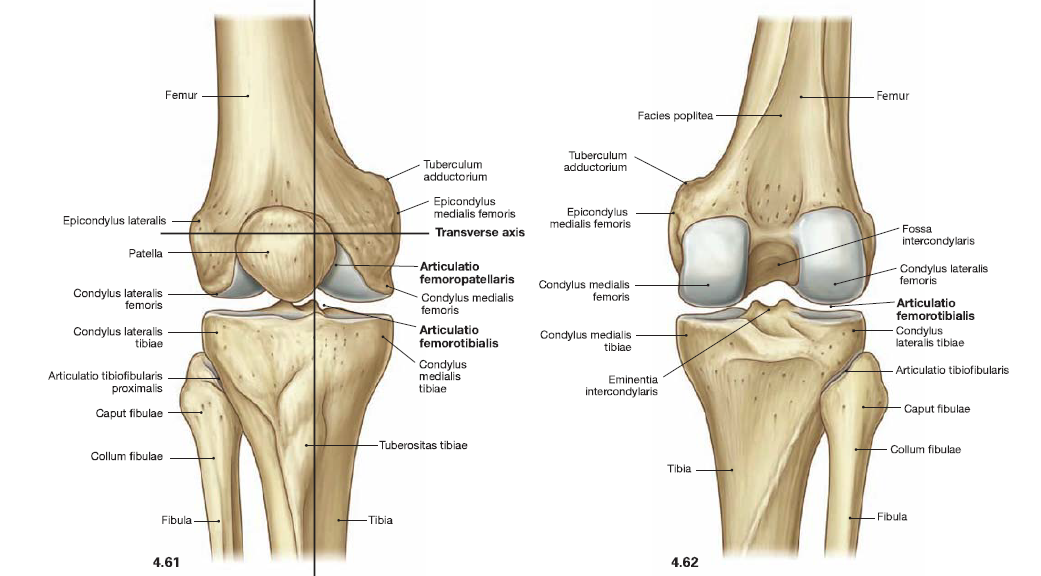 Femur
Tuberculum
adductorium
Epicondylus
medialis femoris
Epicondylus lateralis
Transverse axis
Patella
Articulatio
femoropatellaris
Condylus lateralis
femoris
Condylus medialis
femoris
Condylus lateralis
tibiae
Articulatio
femorotibialis
Condylus
medialis
tibiae
Articulatio tibiofibularis
proximalis
Caput fibulae
Collum fibulae
Tuberositas tibiae
Fibula
Tibia
4.61
Femur
Facies poplitea
Tuberculum
adductorium
Epicondylus
medialis femoris
Fossa
intercondylaris
Condylus medialis
femoris
Condylus lateralis
femoris
Articulatio
femorotibialis
Condylus medialis
tibiae
Condylus
lateralis tibiae
Eminentia
intercondylaris
Articulatio tibiofibularis
Caput fibulae
Collum fibulae
Tibia
Fibula
4.62